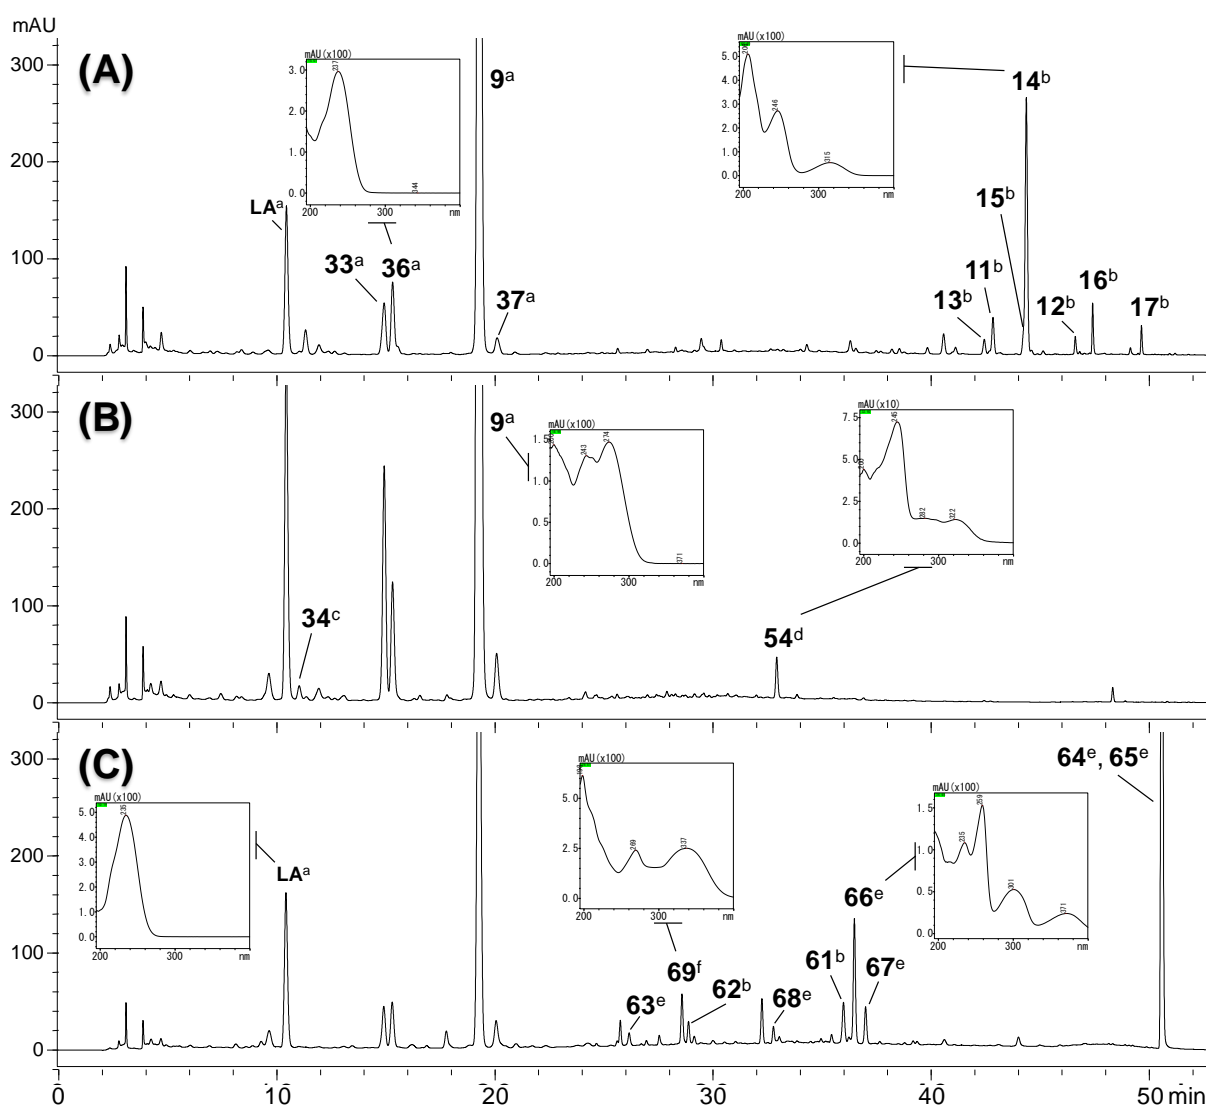 mAU
(A)
300
200
100
0
mAU(x100)
3.0
2.0
1.0
0.0
237
344
200 300 nm
LAᵃ
33ᵃ
36ᵃ
9ᵃ
37ᵃ
mAU(x100)
5.0
4.0
3.0
2.0
1.0
0.0
246
315
200 300 nm
14ᵇ
15ᵇ
11ᵇ
13ᵇ
12ᵇ
16ᵇ
17ᵇ
(B)
300
200
100
0
34ᶜ
9ᵃ
mAU(x100)
1.5
1.0
0.5
0.0
243
274
371
200 300 nm
mAU(x10)
7.5
5.0
2.5
0.0
200
245
282
322
200 300 nm
54ᵈ
(C)
300
200
100
0
mAU(x100)
5.0
4.0
3.0
2.0
1.0
0.0
235
200 300 nm
LAᵃ
mAU(x100)
5.0
2.5
0.0
269
337
200 300 nm
63ᵉ
69ᶠ
62ᵇ
68ᵉ
61ᵇ
66ᵉ
67ᵉ
mAU(x100)
1.5
1.0
0.5
0.0
235
259
301
371
200 300 nm
64ᵉ, 65ᵉ
0 10 20 30 40 50 min